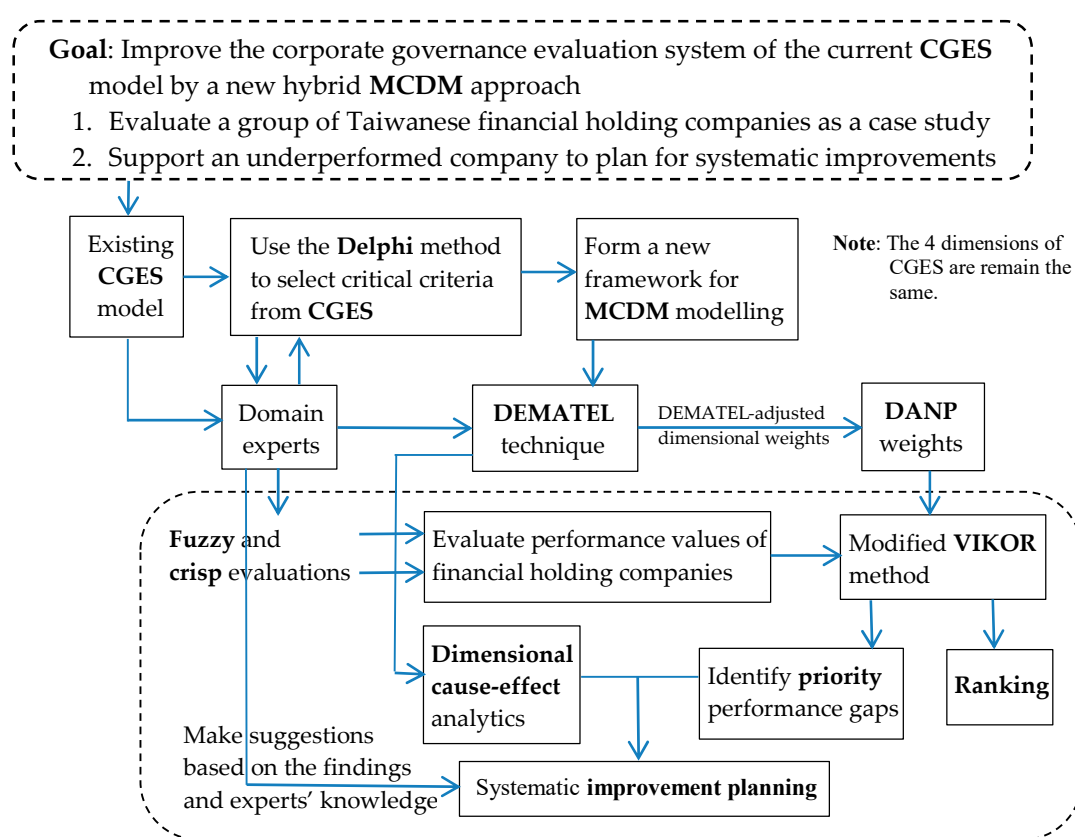 Goal: Improve the corporate governance evaluation system of the current CGES
model by a new hybrid MCDM approach
1. Evaluate a group of Taiwanese financial holding companies as a case study
2. Support an underperformed company to plan for systematic improvements
Existing
CGES
model
Use the Delphi method
to select critical criteria
from CGES
Form a new
framework for
MCDM modelling
Note: The 4 dimensions of
CGES are remain the
same.
Domain
experts
DEMATEL
technique
DEMATEL-adjusted
dimensional weights
DANP
weights
Fuzzy and
crisp evaluations
Evaluate performance values of
financial holding companies
Modified VIKOR
method
Dimensional
cause-effect
analytics
Identify priority
performance gaps
Ranking
Make suggestions
based on the findings
and experts’ knowledge
Systematic improvement planning